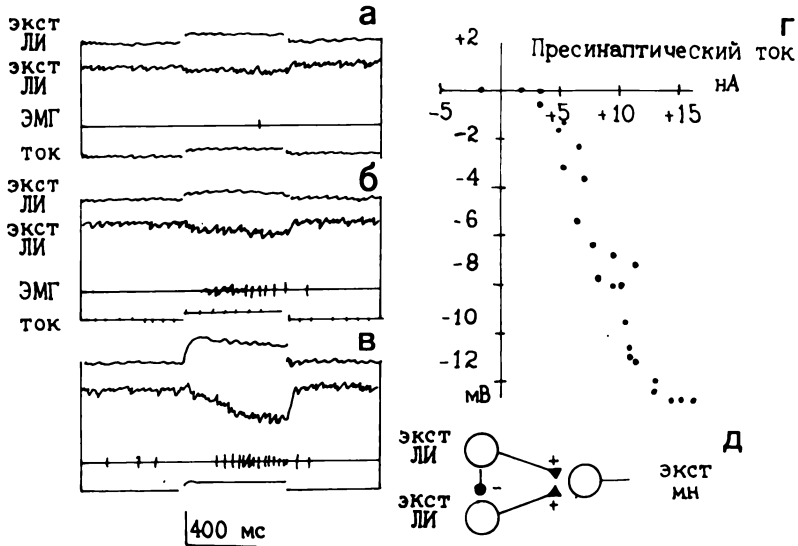 а
экст
ЛИ
экст
ЛИ
ЭМГ
ток
б
экст
ЛИ
экст
ЛИ
ЭМГ
ток
в
400 мс
г
+2
Пресинаптический ток
нА
-5
+5
+10
+15
-2
-4
-6
-8
-10
-12
мВ
д
экст
ЛИ
+
-
экст
мн
экст
ЛИ
+